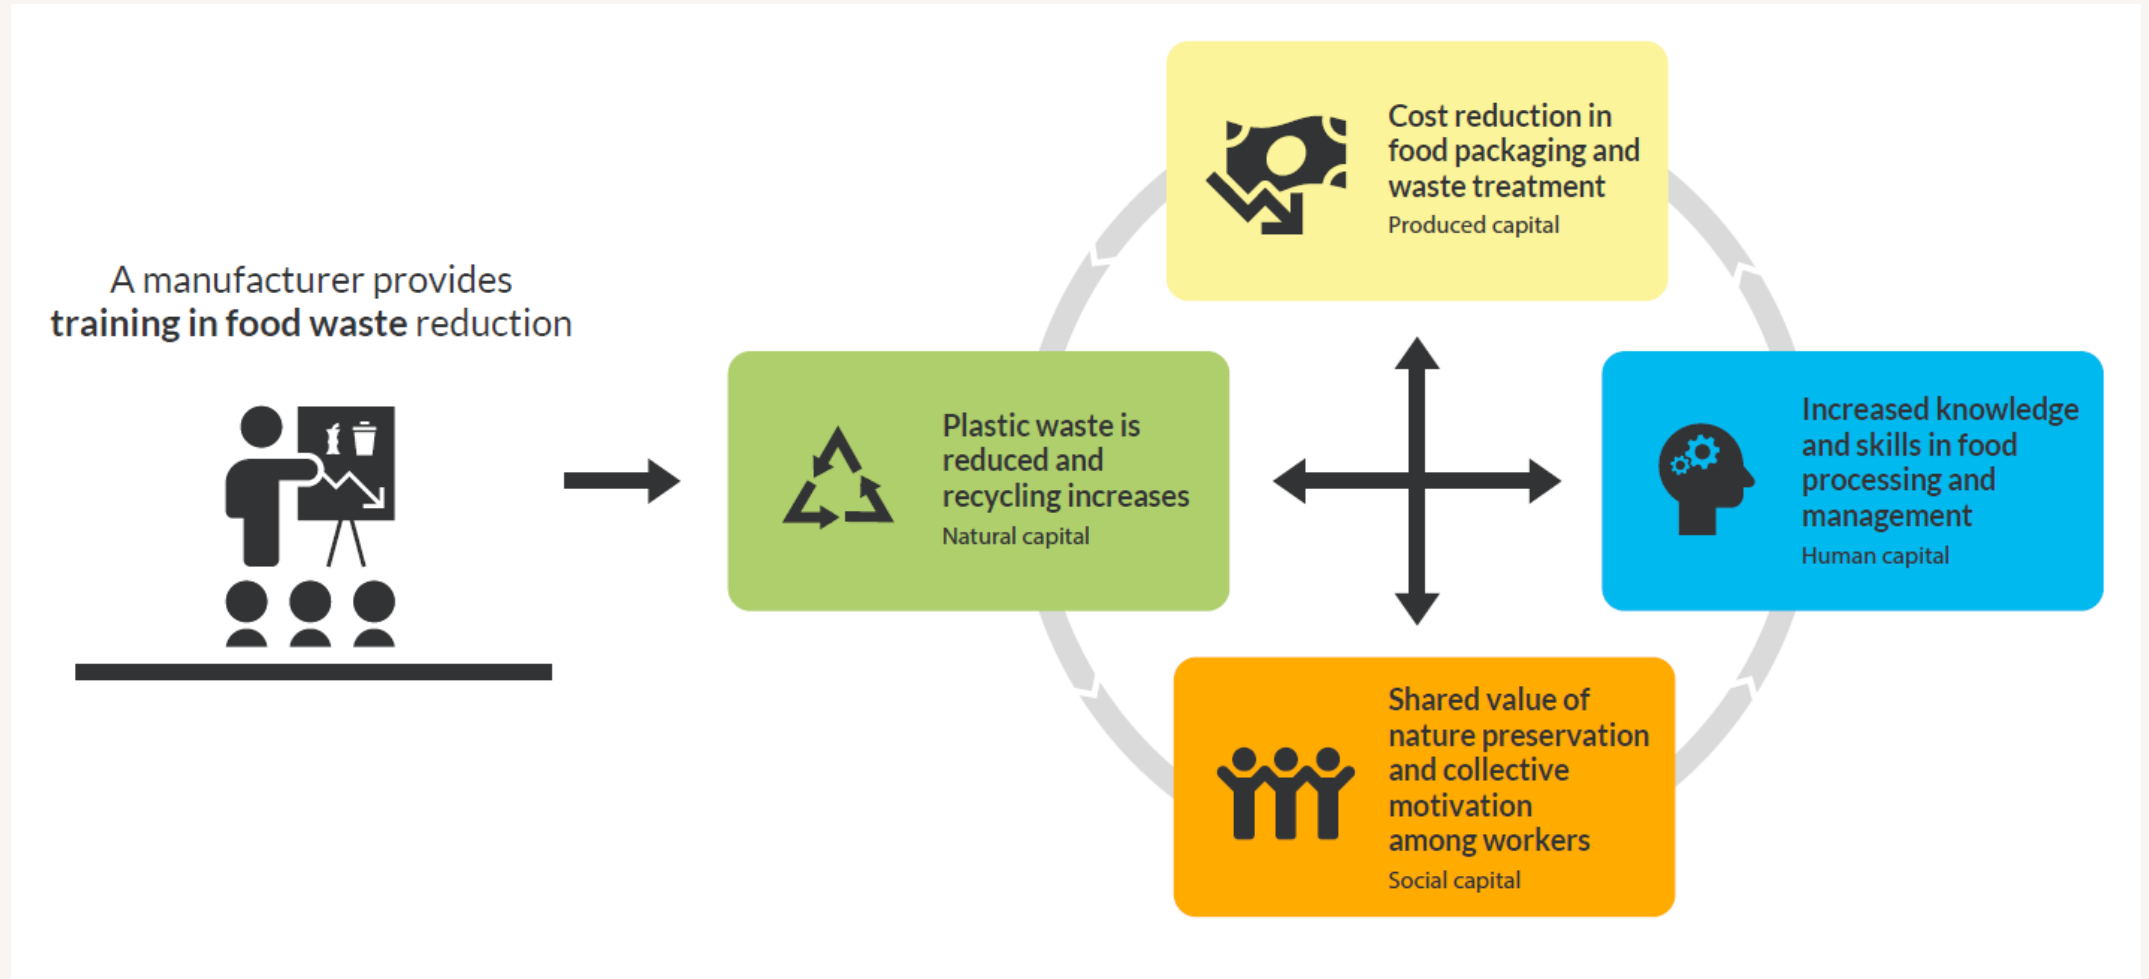 A manufacturer provides
training in food waste reduction
Cost reduction in
food packaging and
waste treatment
Produced capital
Plastic waste is
reduced and
recycling increases
Natural capital
Increased knowledge
and skills in food
processing and
management
Human capital
Shared value of
nature preservation
and collective
motivation
among workers
Social capital